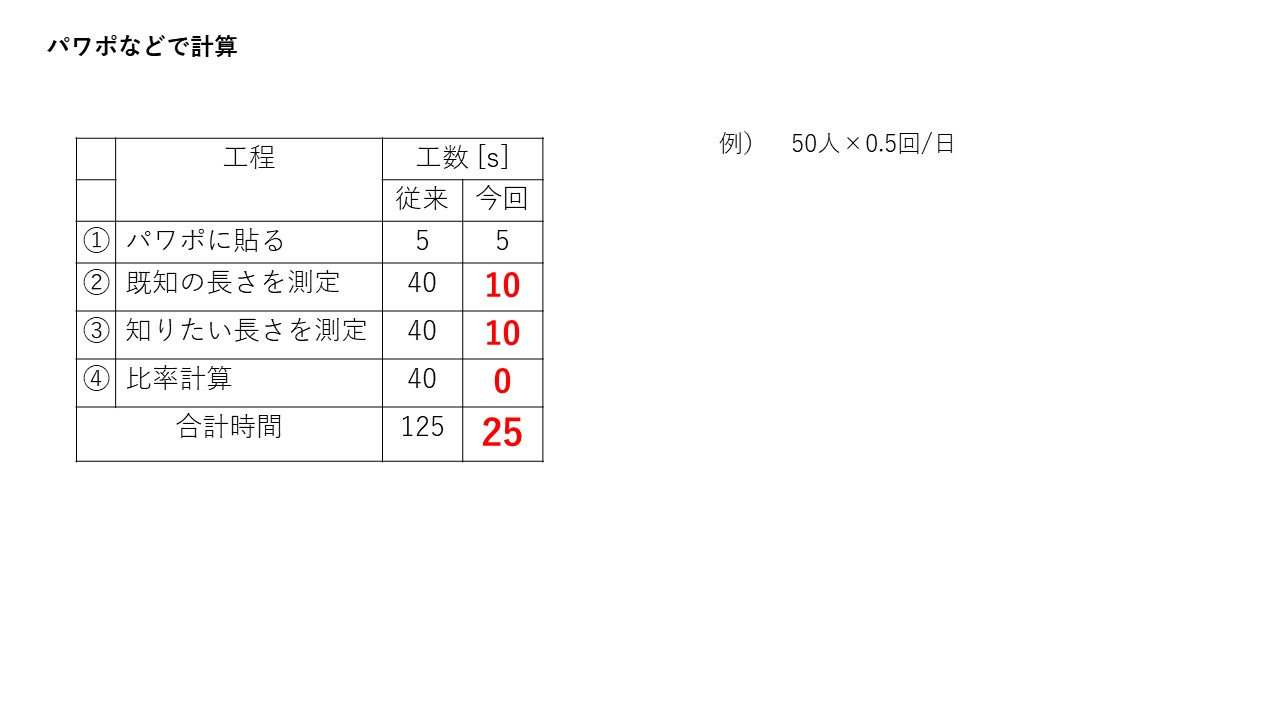 パワポなどで計算
例） 50人×0.5回/日
工程 工数 [s]
従来 今回
① パワポに貼る 5 5
② 既知の長さを測定 40 10
③ 知りたい長さを測定 40 10
④ 比率計算 40 0
合計時間 125 25